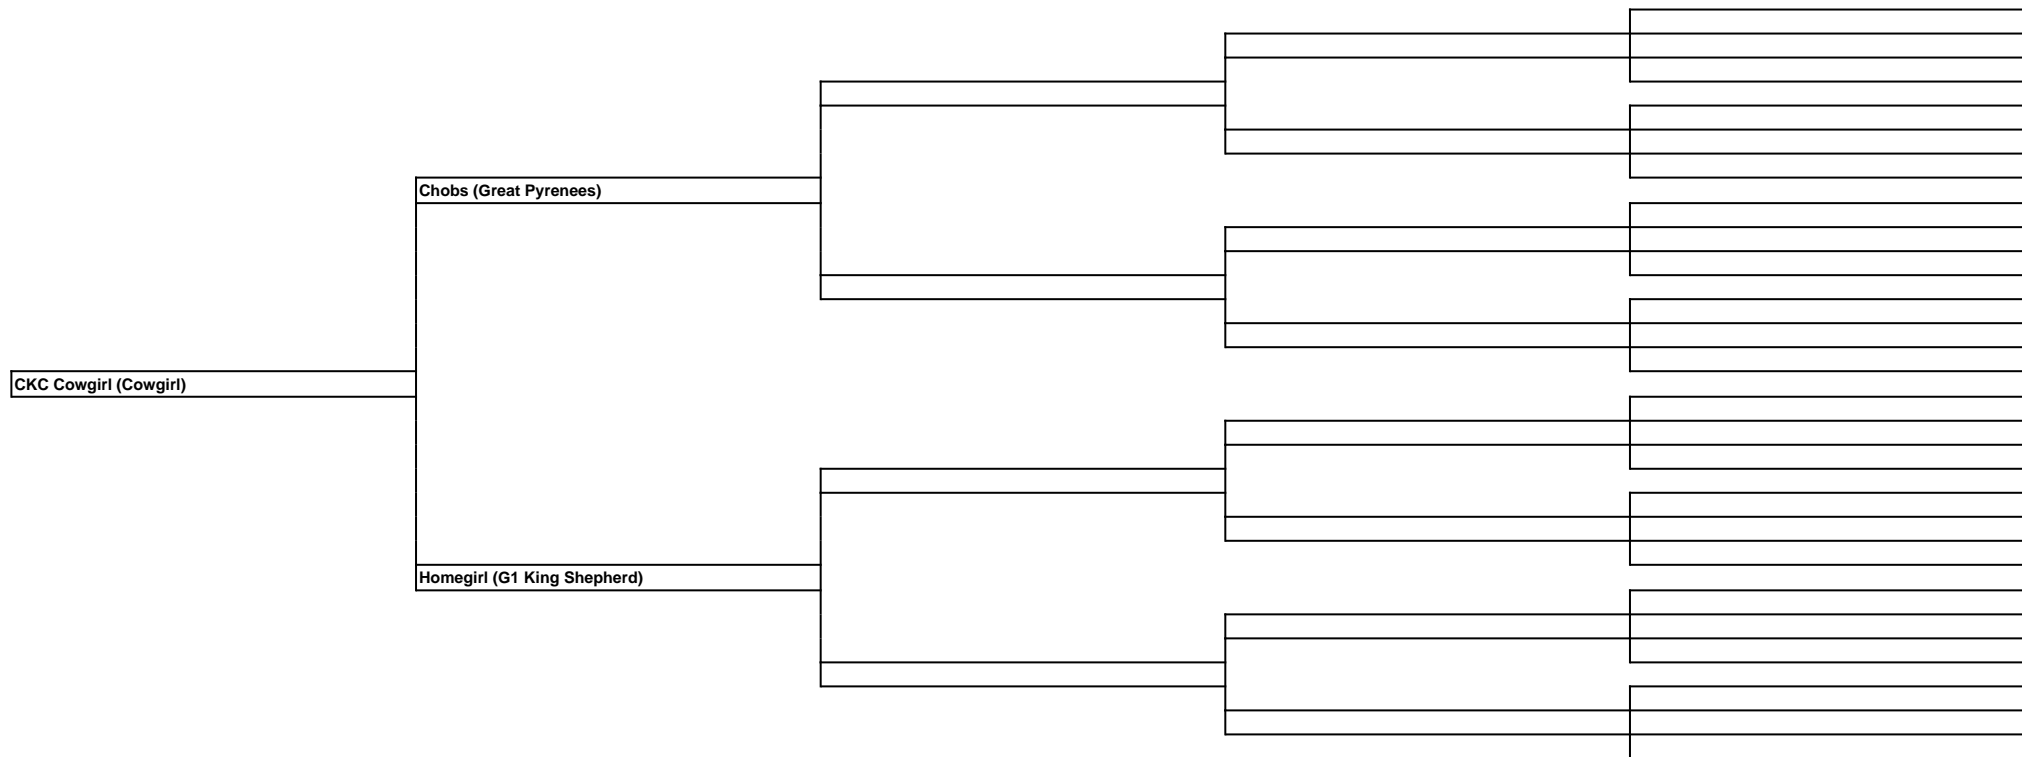 Chobs (Great Pyrenees)
CKC Cowgirl (Cowgirl)
Homegirl (G1 King Shepherd)